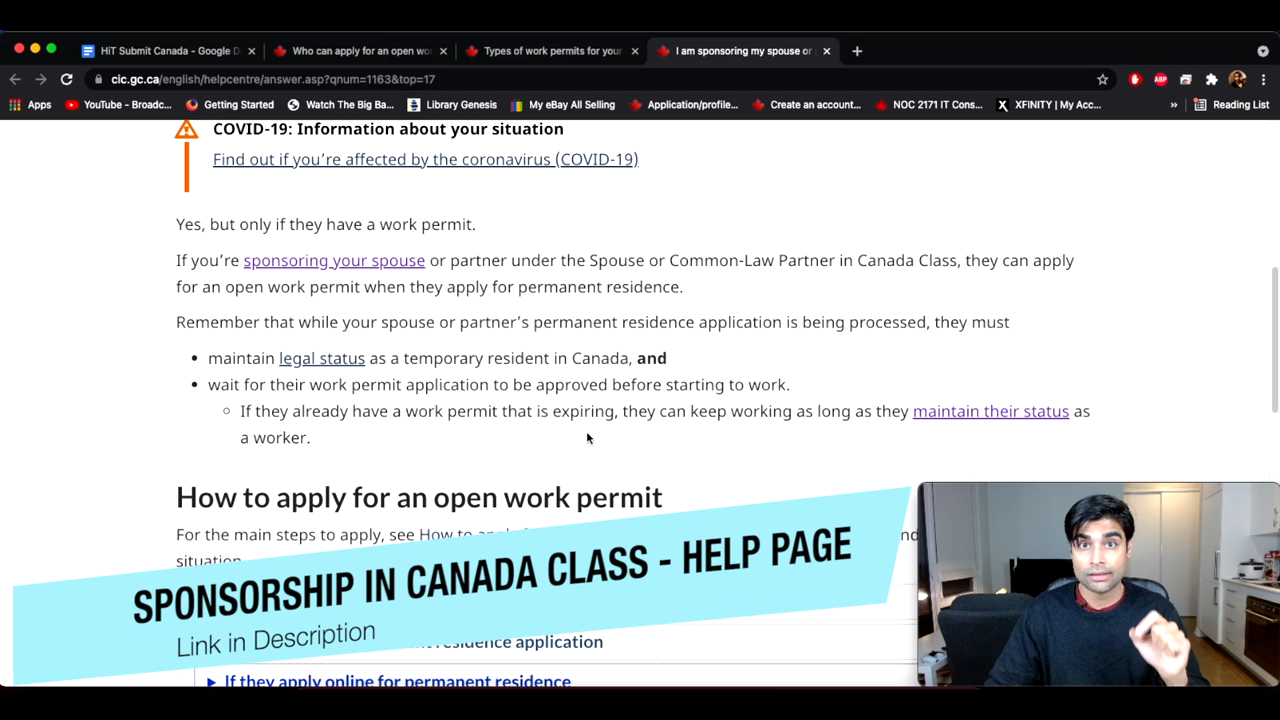 HiT Submit Canada - Google D
Who can apply for an open wo
Types of work permits for your
I am sponsoring my spouse or
cic.gc.ca/english/helpcentre/answer.asp?qnum=1163&top=17
ABP
Apps
YouTube - Broadc...
Getting Started
Watch The Big Ba...
Library Genesis
My eBay All Selling
Application/profile...
Create an account...
NOC 2171 IT Cons...
X
XFINITY | My Acc...
»
Reading List
COVID-19: Information about your situation
Find out if you’re affected by the coronavirus (COVID-19)
Yes, but only if they have a work permit.
If you’re sponsoring your spouse or partner under the Spouse or Common-Law Partner in Canada Class, they can apply
for an open work permit when they apply for permanent residence.
Remember that while your spouse or partner’s permanent residence application is being processed, they must
• maintain legal status as a temporary resident in Canada, and
• wait for their work permit application to be approved before starting to work.
○ If they already have a work permit that is expiring, they can keep working as long as they maintain their status as
a worker.
How to apply for an open work permit
For the main steps to apply, see How to
situation
SPONSORSHIP IN CANADA CLASS - HELP PAGE
Link in Description
residence application
If they apply online for permanent residence